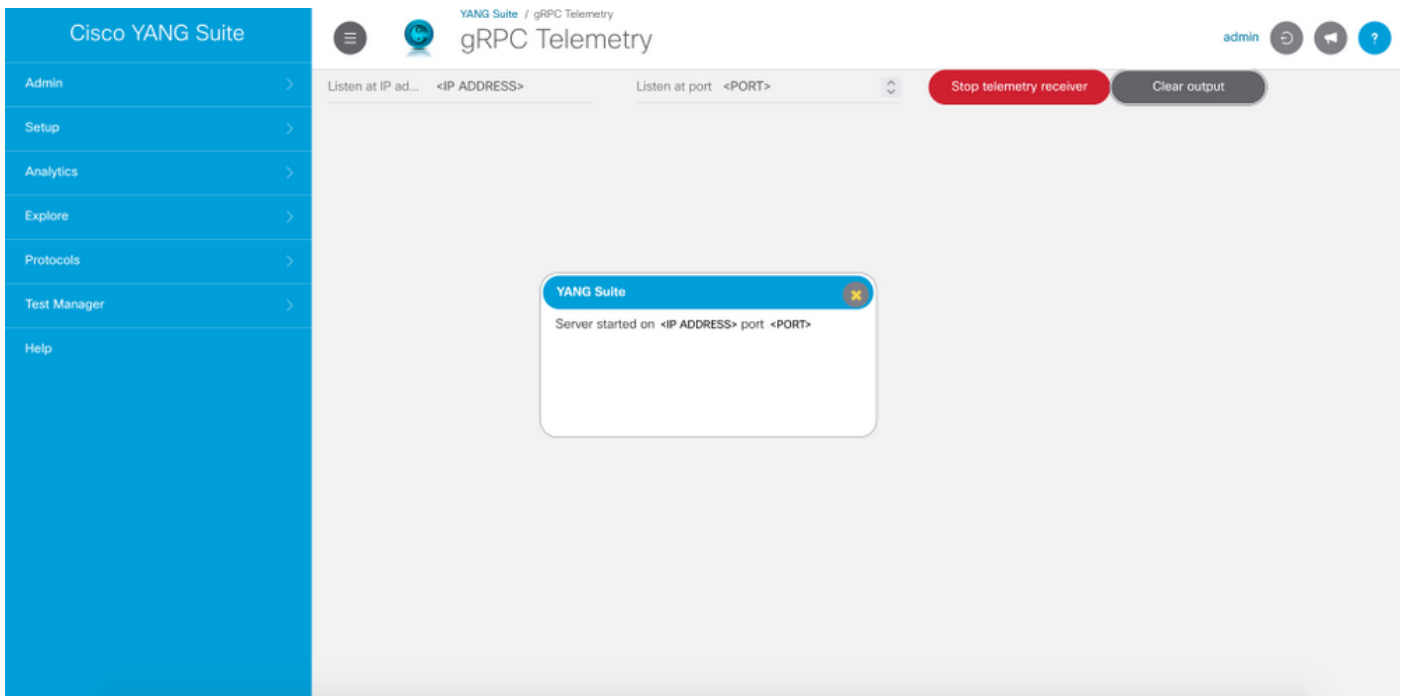 Cisco YANG Suite
Admin
Setup
Analytics
Explore
Protocols
Test Manager
Help
YANG Suite / gRPC Telemetry
gRPC Telemetry
admin
?
Listen at IP ad... <IP ADDRESS> Listen at port <PORT> Stop telemetry receiver Clear output
YANG Suite
Server started on <IP ADDRESS> port <PORT>